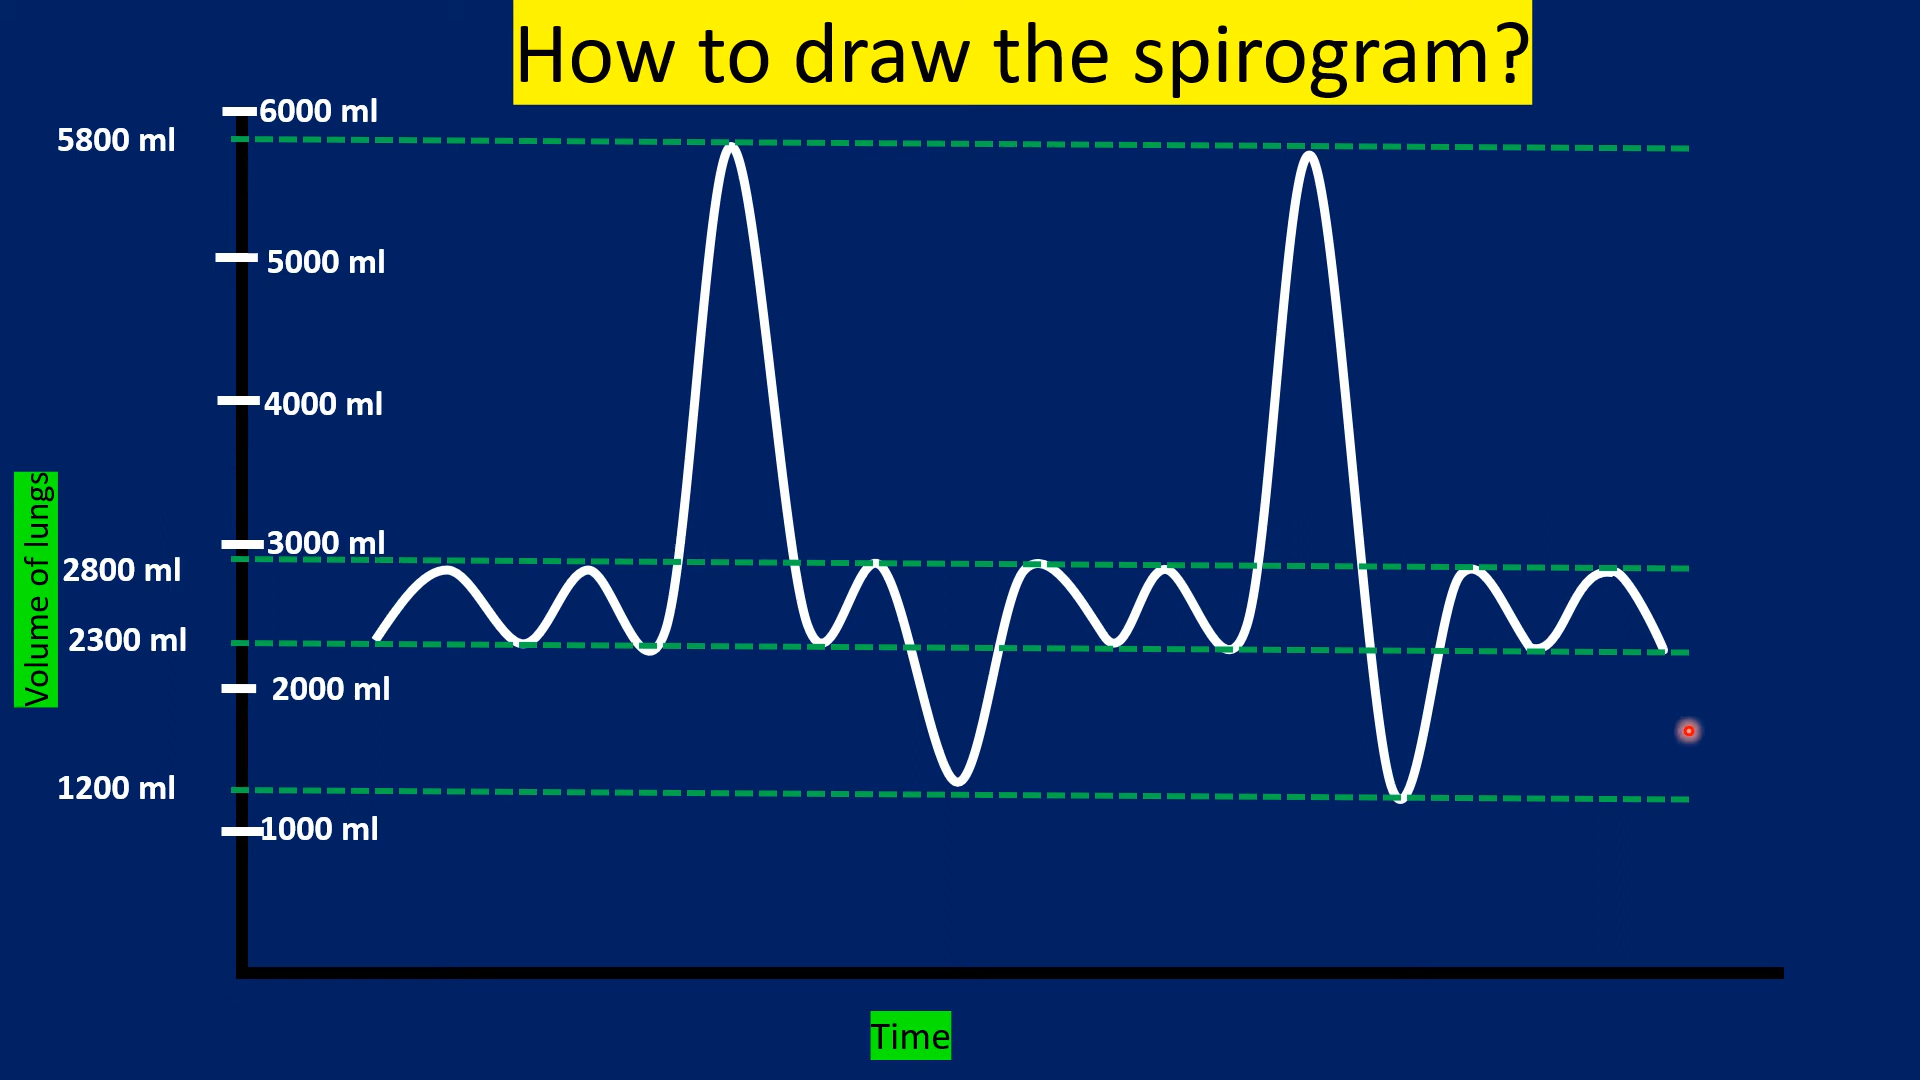 How to draw the spirogram?
6000 ml
5800 ml
5000 ml
4000 ml
3000 ml
2800 ml
2300 ml
2000 ml
1200 ml
1000 ml
Volume of lungs
Time